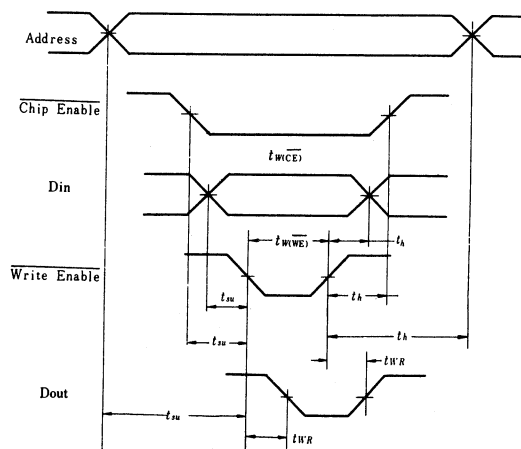 Address
Chip Enable
tW(CE)
Din
tW(WE)
th
Write Enable
tsu
th
tsu
th
tWR
Dout
tsu
tWR